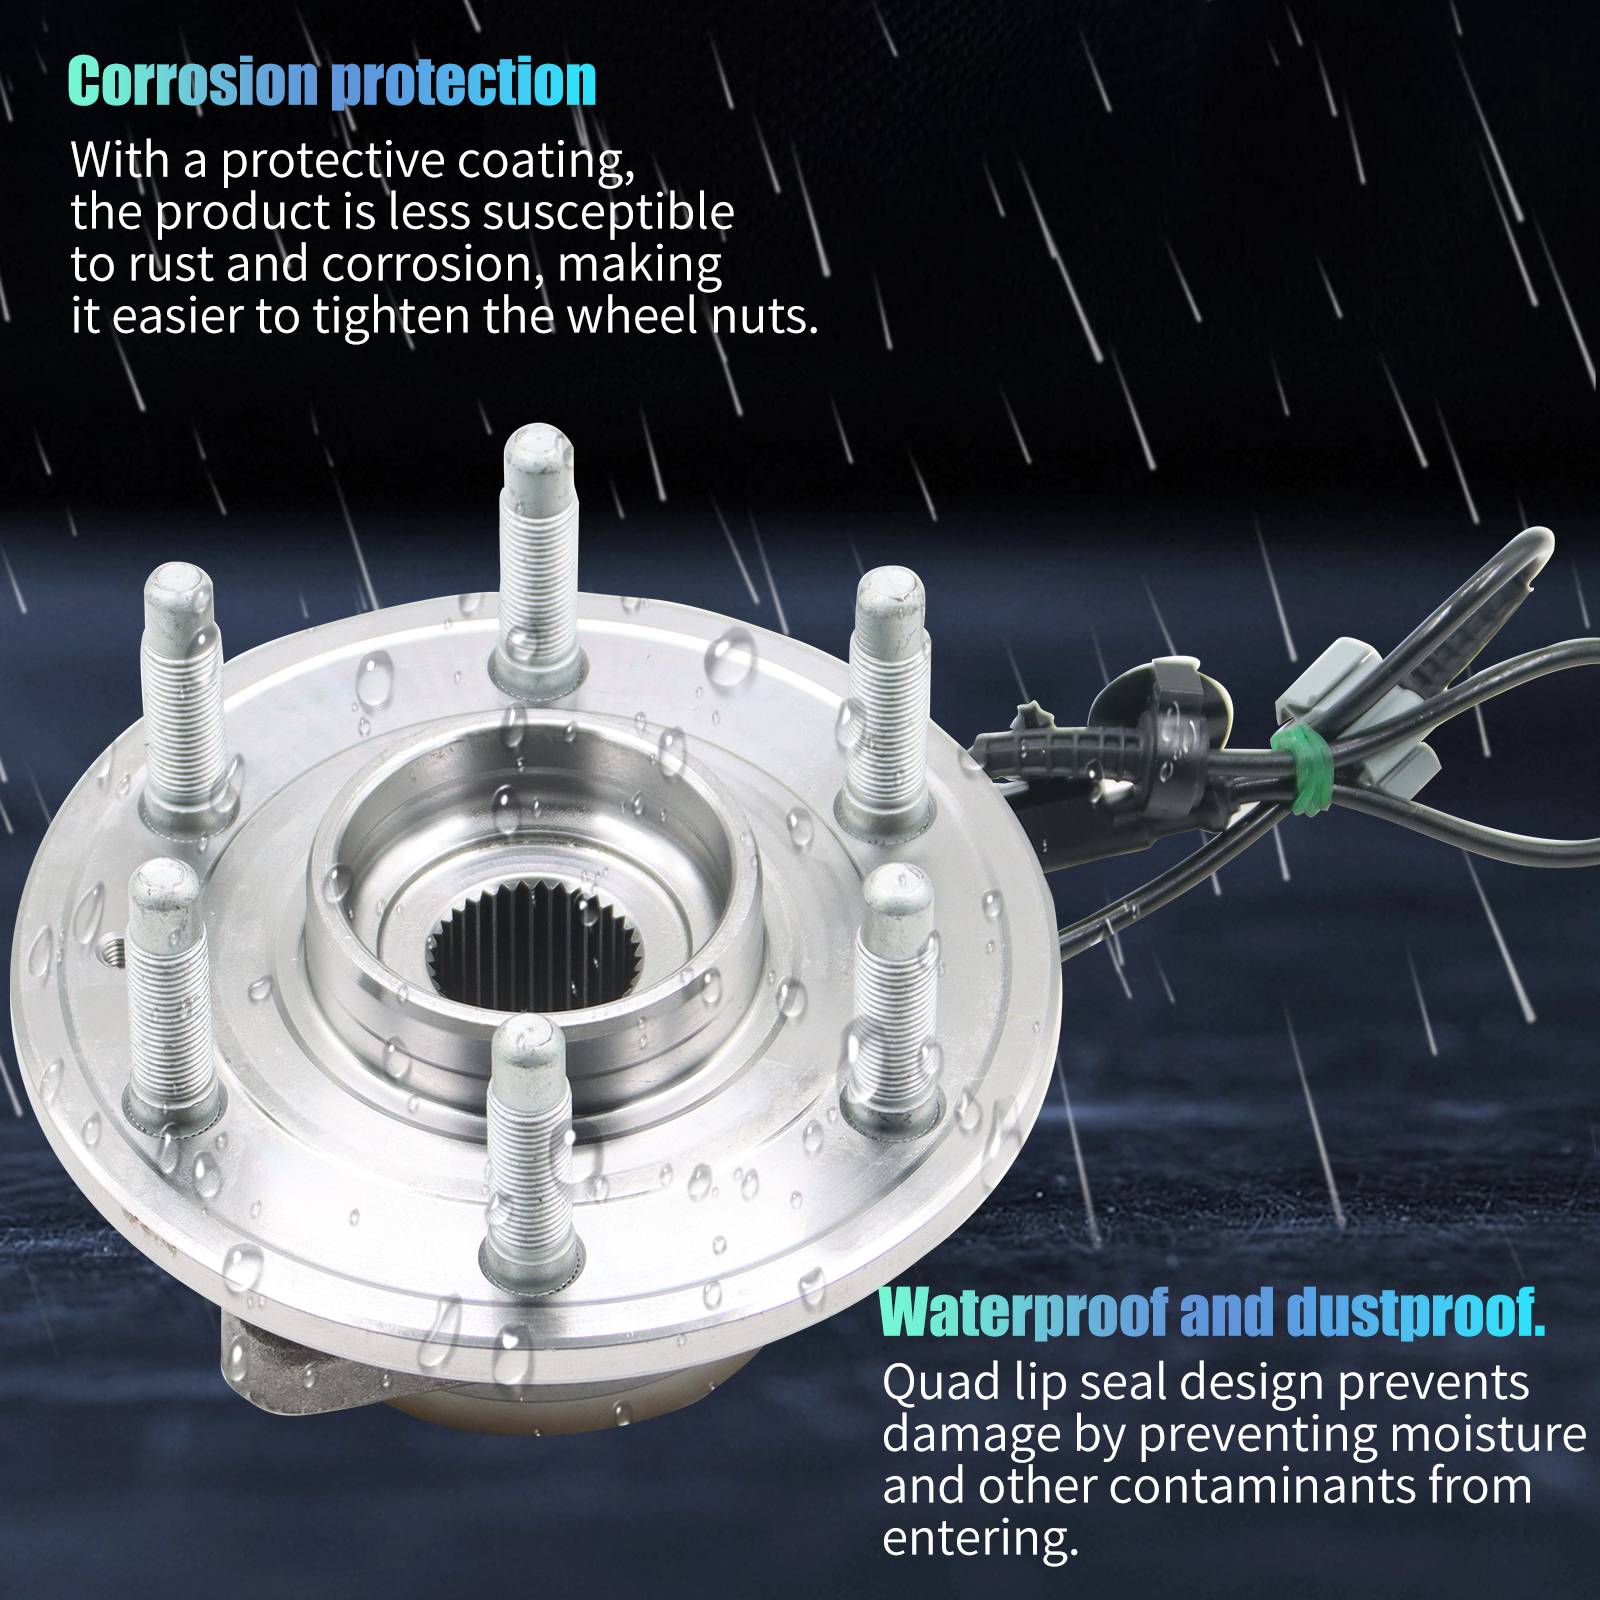 Corrosion protection
With a protective coating,
the product is less susceptible
to rust and corrosion, making
it easier to tighten the wheel nuts.
Waterproof and dustproof.
Quad lip seal design prevents
damage by preventing moisture
and other contaminants from
entering.